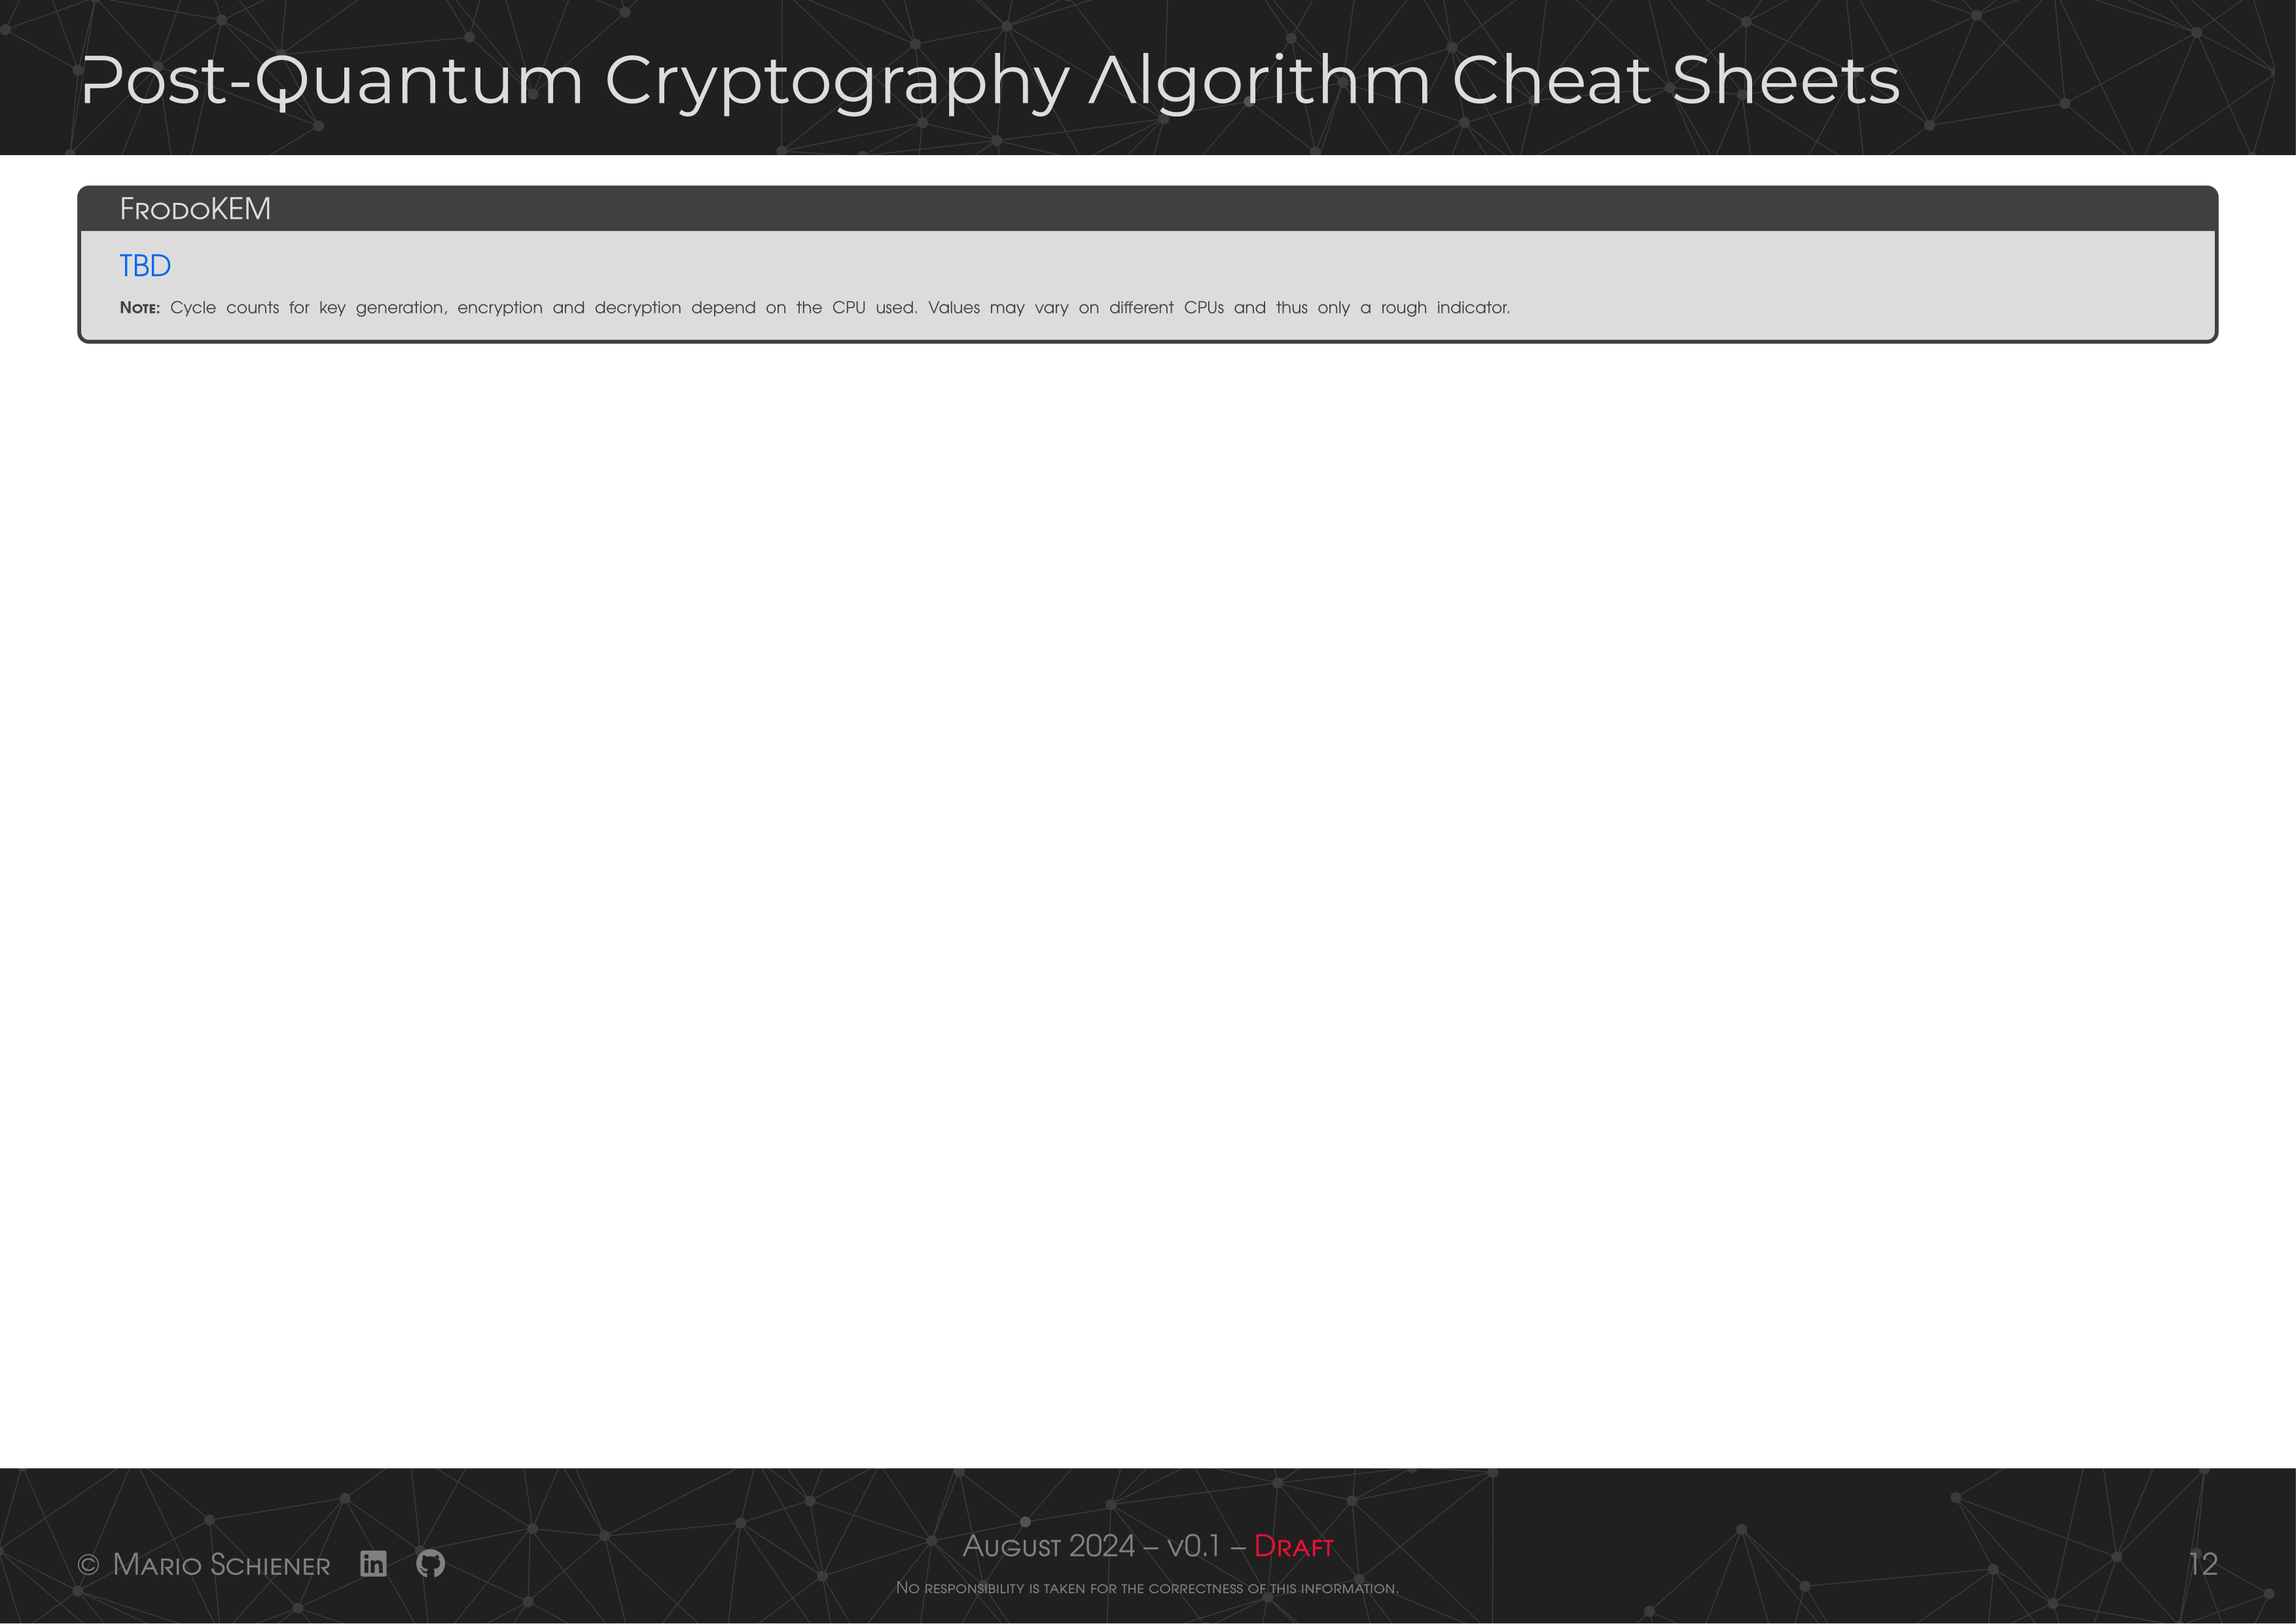 Post-Quantum Cryptography Algorithm Cheat Sheets
FrodoKEM
TBD
Note: Cycle counts for key generation, encryption and decryption depend on the CPU used. Values may vary on different CPUs and thus only a rough indicator.
© Mario Schiener
August 2024 – v0.1 – Draft
No responsibility is taken for the correctness of this information.
12